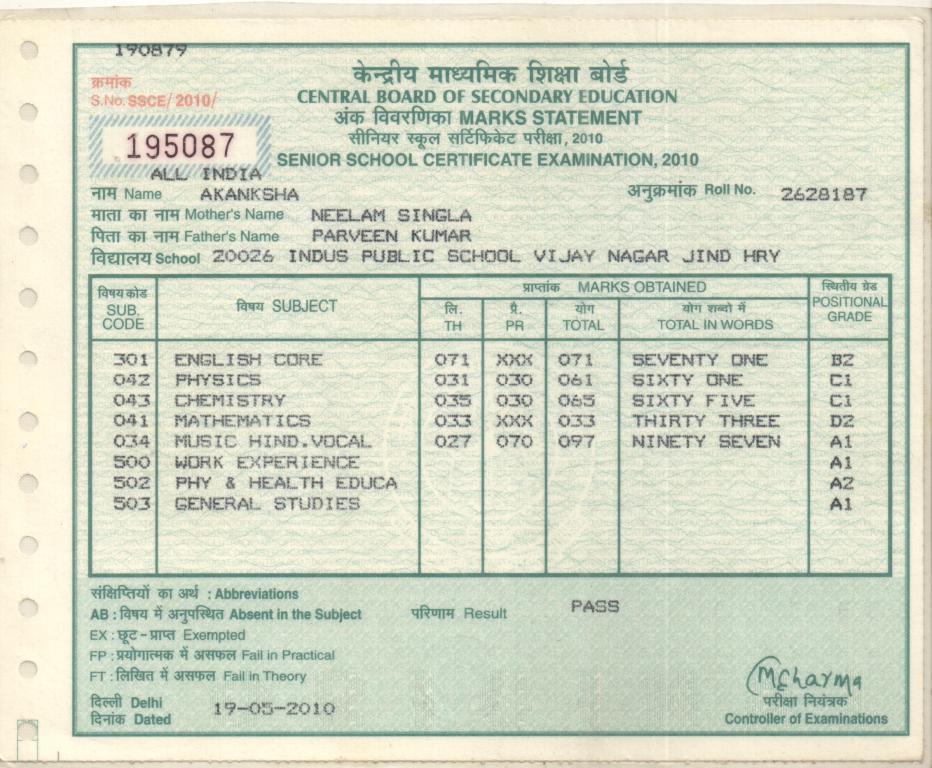 190879
क्रमांक
S.No. SSCE/ 2010/
195087
केन्द्रीय माध्यमिक शिक्षा बोर्ड
CENTRAL BOARD OF SECONDARY EDUCATION
अंक विवरणिका MARKS STATEMENT
सीनियर स्कूल सर्टिफिकेट परीक्षा, 2010
SENIOR SCHOOL CERTIFICATE EXAMINATION, 2010
ALL INDIA
नाम Name AKANKSHA अनुक्रमांक Roll No. 2628187
माता का नाम Mother's Name NEELAM SINGLA
पिता का नाम Father's Name PARVEEN KUMAR
विद्यालय School 20026 INDUS PUBLIC SCHOOL VIJAY NAGAR JIND HRY
विषय कोड SUB. CODE विषय SUBJECT प्राप्तांक MARKS OBTAINED स्थितीय ग्रेड POSITIONAL GRADE
लि. TH प्रै. PR योग TOTAL योग शब्दो में TOTAL IN WORDS
301 ENGLISH CORE 071 XXX 071 SEVENTY ONE B2
042 PHYSICS 031 030 061 SIXTY ONE C1
043 CHEMISTRY 035 030 065 SIXTY FIVE C1
041 MATHEMATICS 033 XXX 033 THIRTY THREE D2
034 MUSIC HIND.VOCAL 027 070 097 NINETY SEVEN A1
500 WORK EXPERIENCE A1
502 PHY & HEALTH EDUCA A2
503 GENERAL STUDIES A1
संक्षिप्तियों का अर्थ : Abbreviations
AB : विषय में अनुपस्थित Absent in the Subject परिणाम Result PASS
EX : छूट - प्राप्त Exempted
FP : प्रयोगात्मक में असफल Fail in Practical
FT : लिखित में असफल Fail in Theory
दिल्ली Delhi
दिनांक Dated 19-05-2010
परीक्षा नियंत्रक
Controller of Examinations